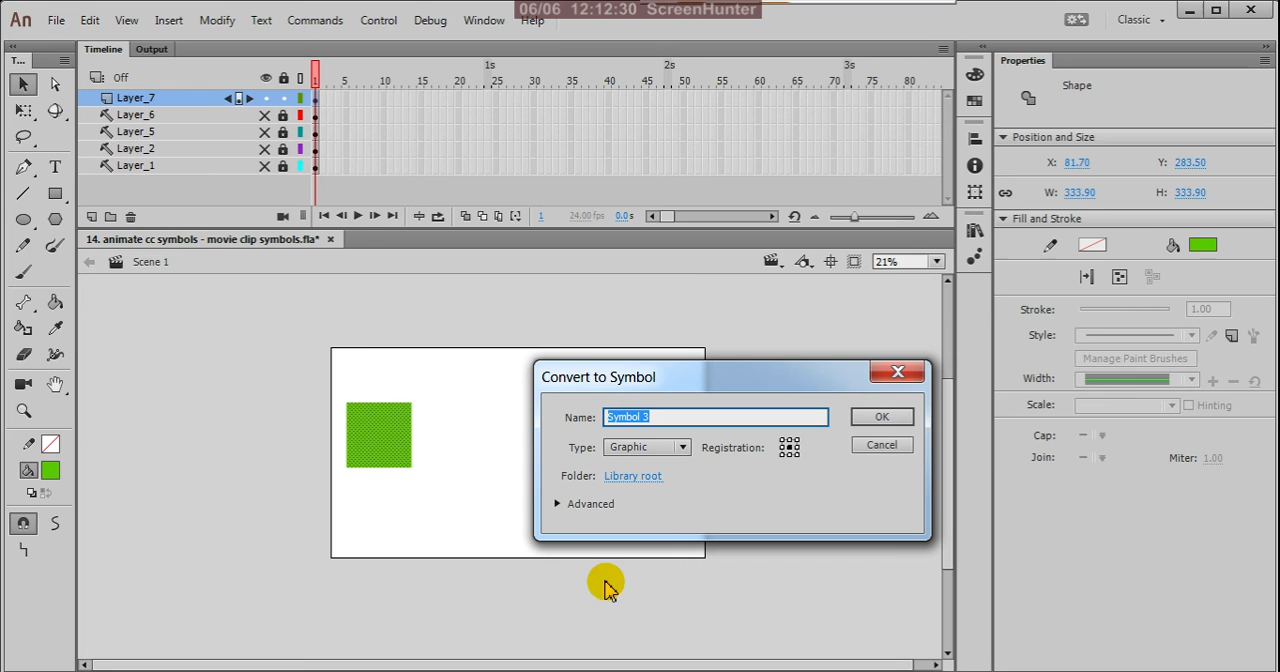 06/06 12:12:30 ScreenHunter
An File Edit View Insert Modify Text Commands Control Debug Window Help Classic
T...
Timeline Output
Off 1s 2s 3s
1 5 10 15 20 25 30 35 40 45 50 55 60 65 70 75 80
Layer_7
Layer_6
Layer_5
Layer_2
Layer_1
1 24.00 fps 0.0 s
14. animate cc symbols - movie clip symbols.fla*
Scene 1 21%
Convert to Symbol
Name: Symbol 3 OK
Type: Graphic Registration: Cancel
Folder: Library root
Advanced
Properties
Shape
Position and Size
X: 81.70 Y: 283.50
W: 333.90 H: 333.90
Fill and Stroke
Stroke: 1.00
Style:
Manage Paint Brushes
Width:
Scale: Hinting
Cap:
Join: Miter: 1.00